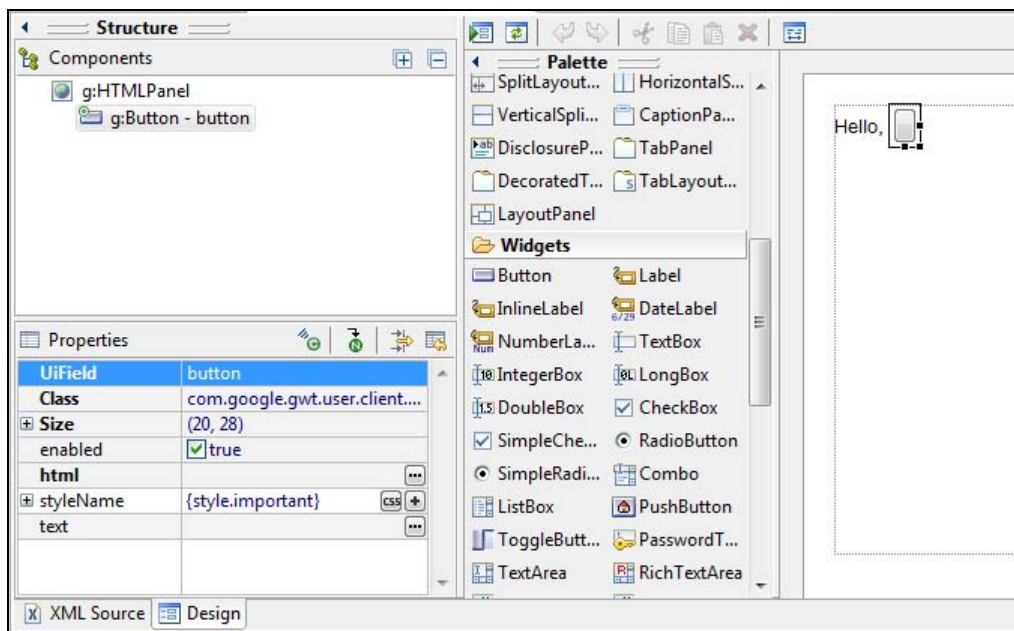 Structure
Components
g:HTMLPanel
g:Button - button
Properties
UiField button
Class com.google.gwt.user.client....
Size (20, 28)
enabled true
html
styleName {style.important}
text
XML Source Design
Palette
SplitLayout... HorizontalS...
VerticalSpli... CaptionPa...
DisclosureP... TabPanel
DecoratedT... TabLayout...
LayoutPanel
Widgets
Button Label
InlineLabel DateLabel
NumberLa... TextBox
IntegerBox LongBox
DoubleBox CheckBox
SimpleChe... RadioButton
SimpleRadi... Combo
ListBox PushButton
ToggleButt... PasswordT...
TextArea RichTextArea
Hello,